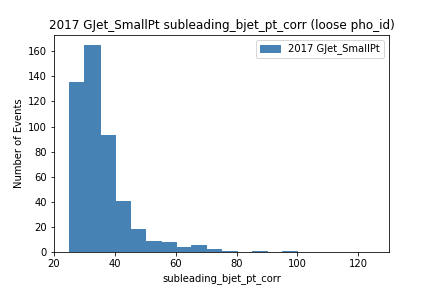 2017 GJet_SmallPt subleading_bjet_pt_corr (loose pho_id)
2017 GJet_SmallPt
160
140
120
100
80
60
40
20
0
Number of Events
20 40 60 80 100 120
subleading_bjet_pt_corr